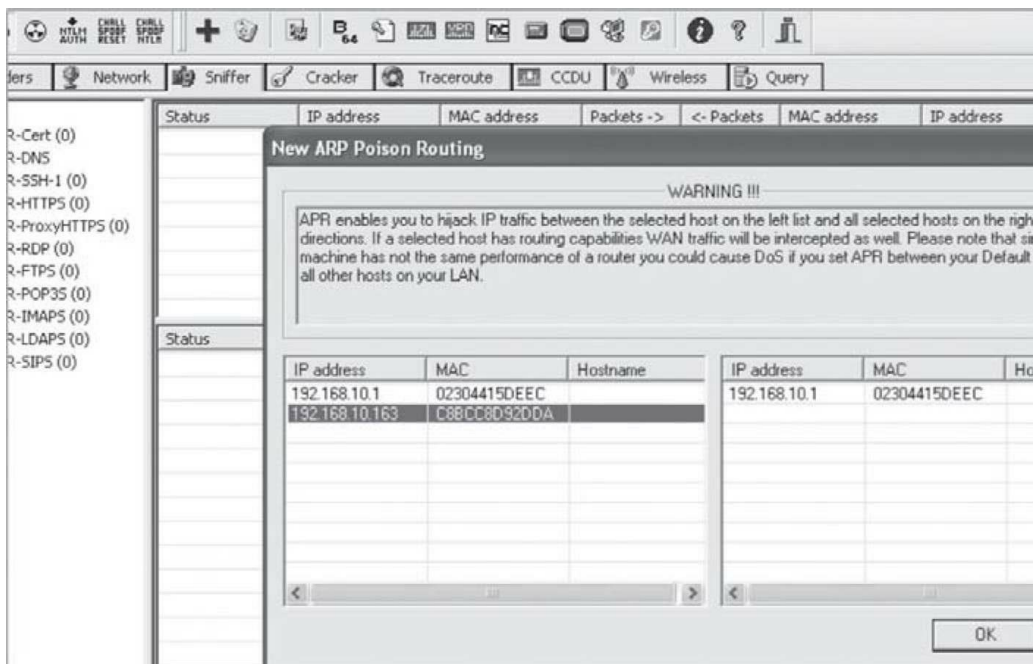 NTLM AUTH
CHALL SPOOF RESET
CHALL SPOOF NTLM
B64
Network
Sniffer
Cracker
Traceroute
CCDU
Wireless
Query
R-Cert (0)
R-DNS
R-SSH-1 (0)
R-HTTPS (0)
R-ProxyHTTPS (0)
R-RDP (0)
R-FTPS (0)
R-POP3S (0)
R-IMAPS (0)
R-LDAPS (0)
R-SIPS (0)
Status IP address MAC address Packets -> <- Packets MAC address IP address
Status
New ARP Poison Routing
WARNING !!!
APR enables you to hijack IP traffic between the selected host on the left list and all selected hosts on the righ
directions. If a selected host has routing capabilities WAN traffic will be intercepted as well. Please note that si
machine has not the same performance of a router you could cause DoS if you set APR between your Default
all other hosts on your LAN.
IP address MAC Hostname
192.168.10.1 02304415DEEC
192.168.10.163 C8BCC8D92DDA
IP address MAC Ho
192.168.10.1 02304415DEEC
OK